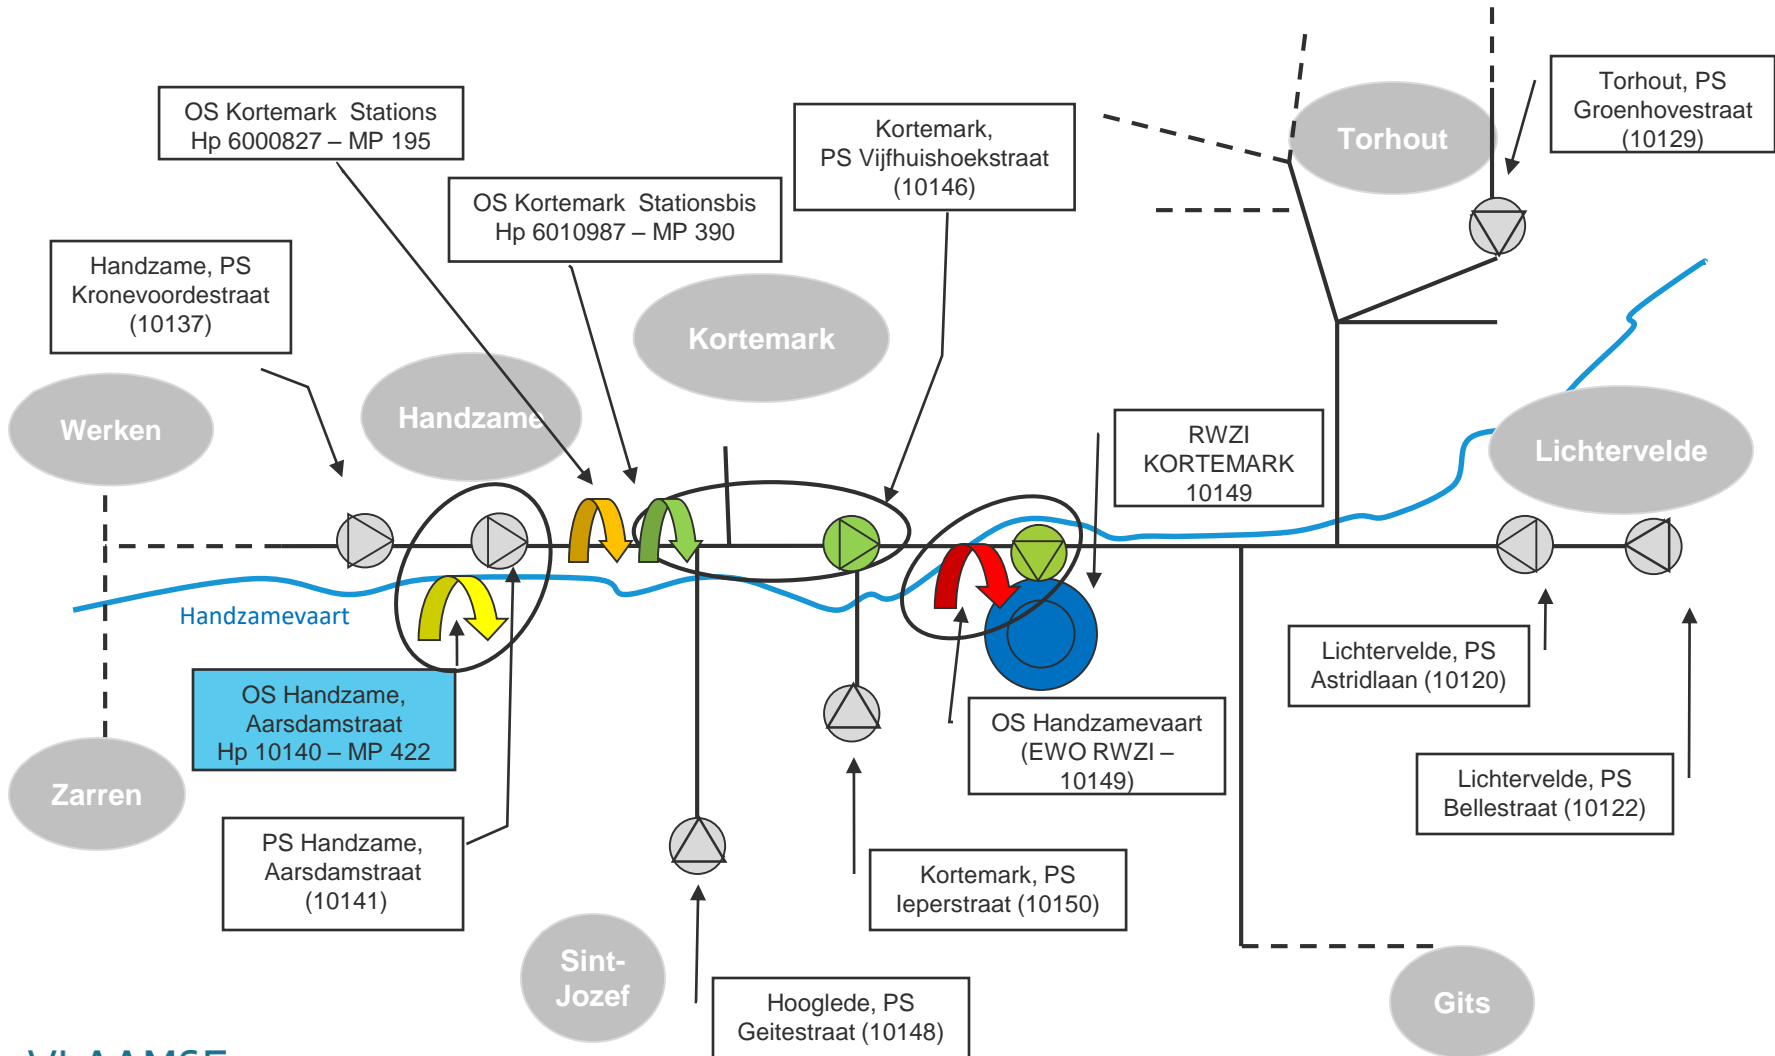 OS Kortemark  Stations
Hp 6000827 – MP 195
Kortemark,
PS Vijfhuishoekstraat
(10146)
Torhout
Torhout, PS
Groenhovestraat
(10129)
OS Kortemark  Stationsbis
Hp 6010987 – MP 390
Handzame, PS
Kronevoordestraat
(10137)
Kortemark
Werken
Handzame
RWZI
KORTEMARK
10149
Lichtervelde
Handzamevaart
OS Handzame,
Aarsdamstraat
Hp 10140 – MP 422
Lichtervelde, PS
Astridlaan (10120)
OS Handzamevaart
(EWO RWZI –
10149)
Zarren
Lichtervelde, PS
Bellestraat (10122)
PS Handzame,
Aarsdamstraat
(10141)
Kortemark, PS
Ieperstraat (10150)
Sint-
Jozef
Hooglede, PS
Geitestraat (10148)
Gits
VLAAMSE